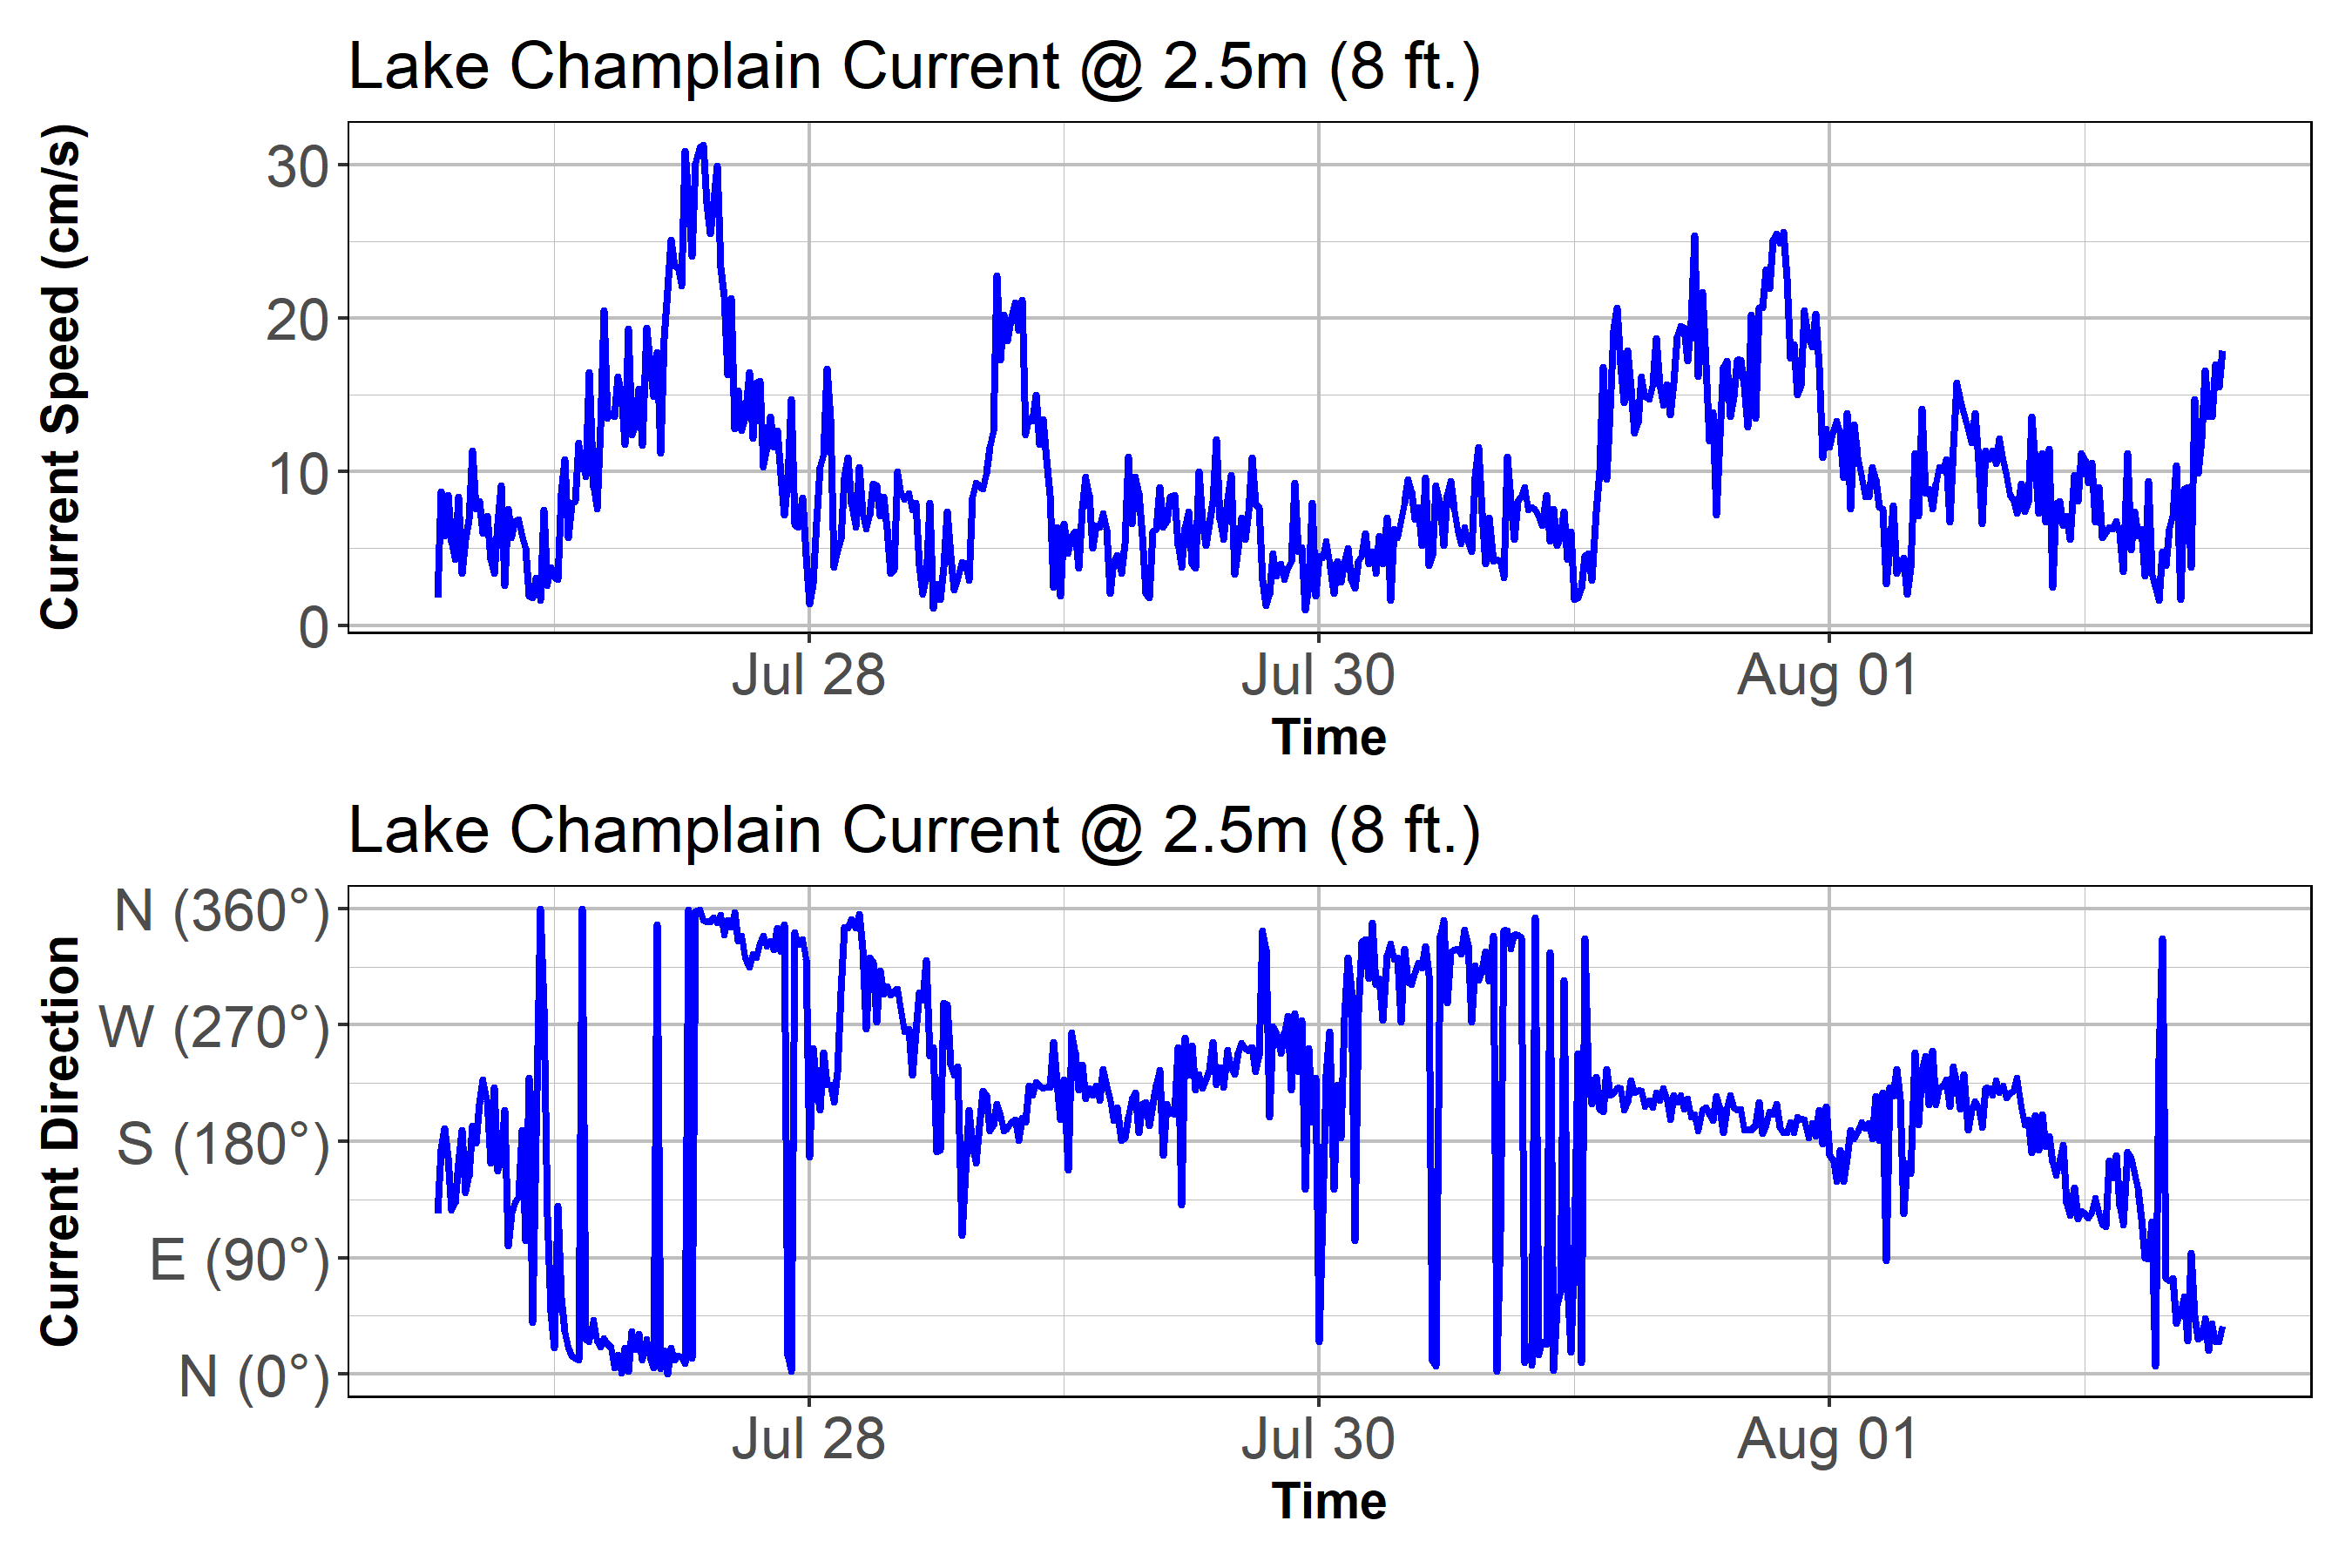 Lake Champlain Current @ 2.5m (8 ft.)
Current Speed (cm/s)
30
20
10
0
Jul 28 Jul 30 Aug 01
Time
Lake Champlain Current @ 2.5m (8 ft.)
Current Direction
N (360°)
W (270°)
S (180°)
E (90°)
N (0°)
Jul 28 Jul 30 Aug 01
Time